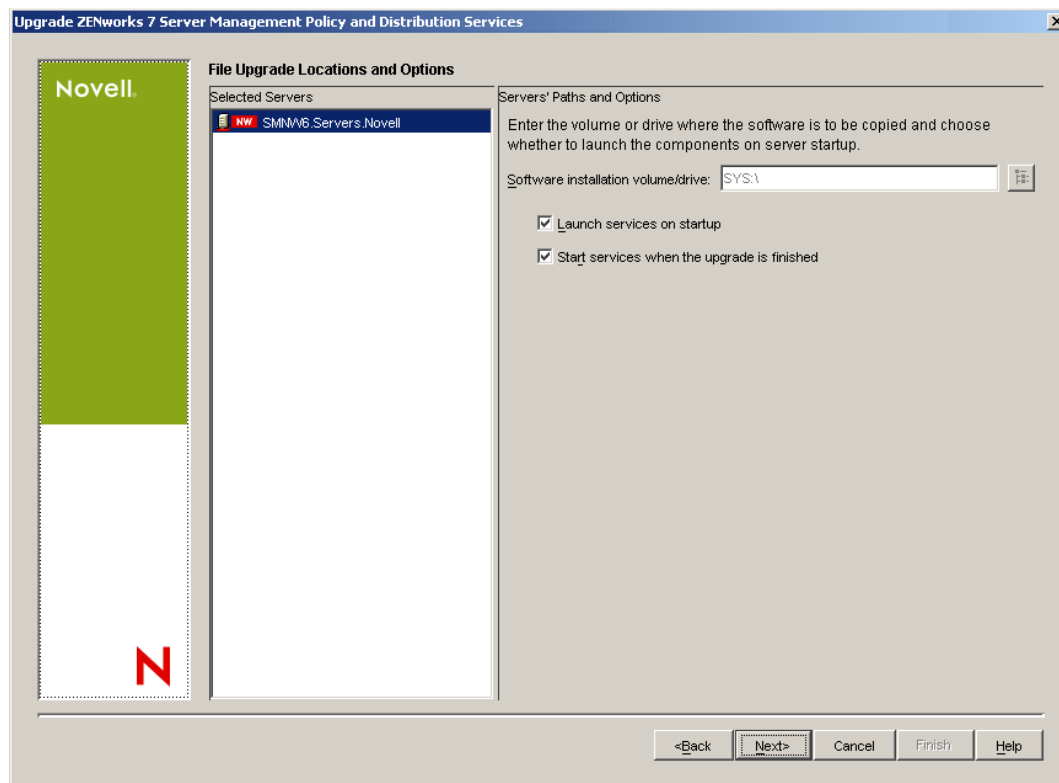 Upgrade ZENworks 7 Server Management Policy and Distribution Services
Novell.
File Upgrade Locations and Options
Selected Servers
NW SMNW6.Servers.Novell
Servers' Paths and Options
Enter the volume or drive where the software is to be copied and choose
whether to launch the components on server startup.
Software installation volume/drive: SYS:\
Launch services on startup
Start services when the upgrade is finished
N
<Back Next> Cancel Finish Help